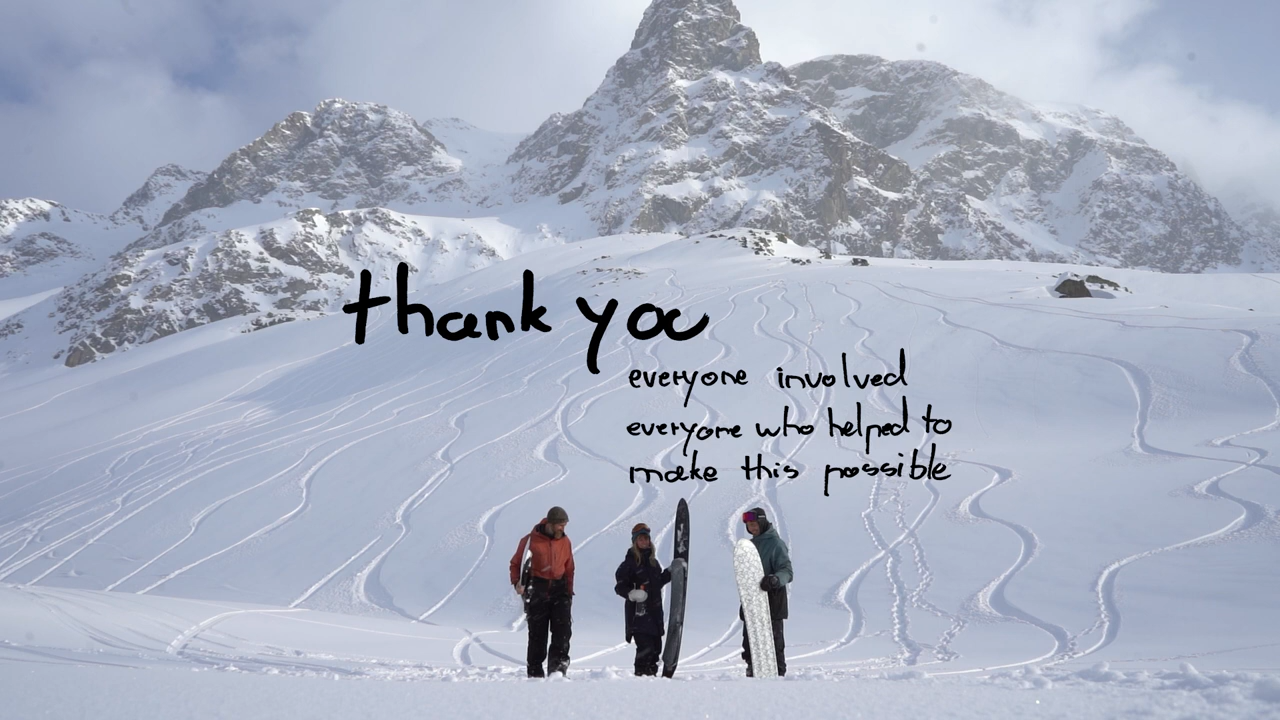 thank you
everyone involved
everyone who helped to
make this possible